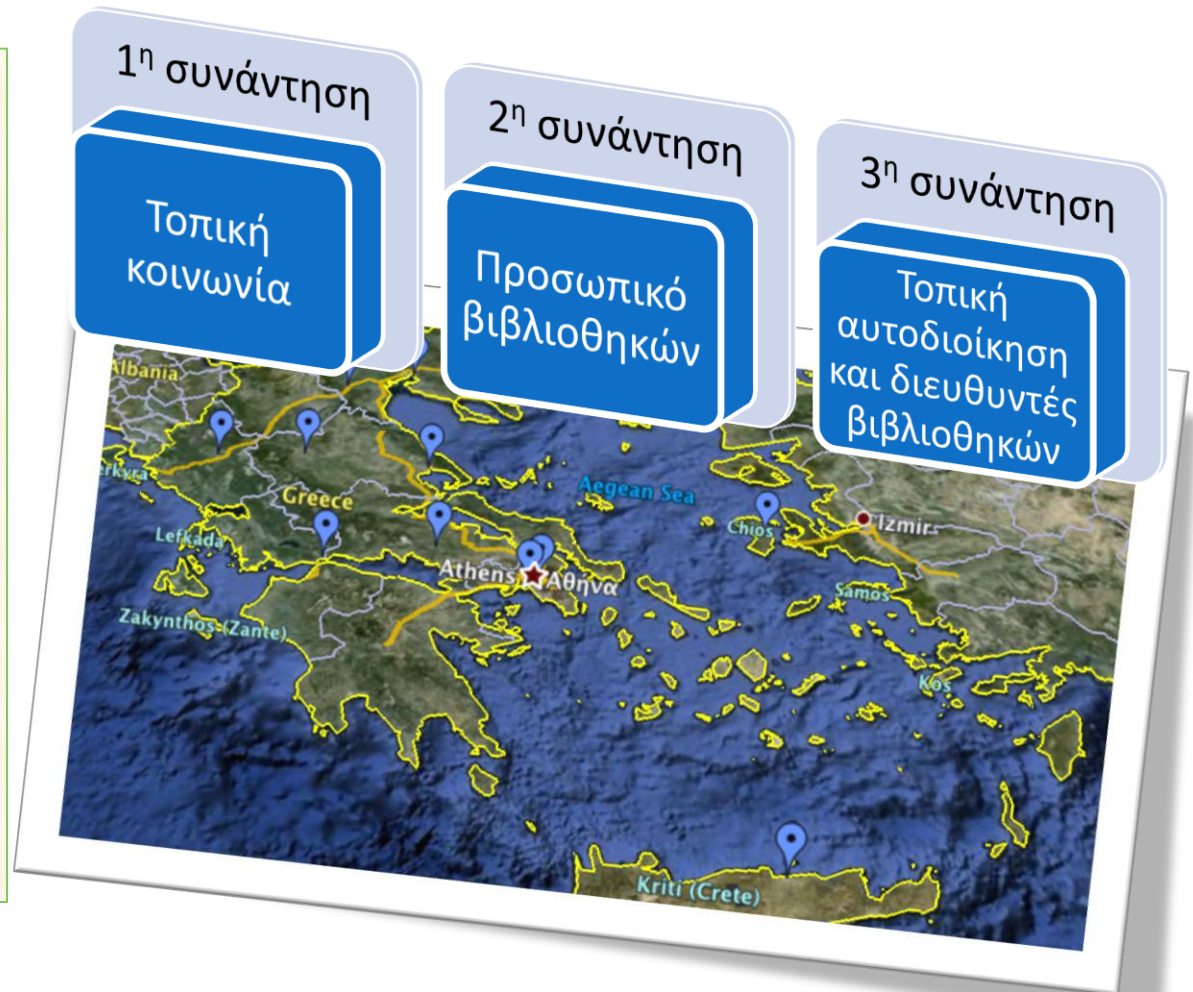 1η συνάντηση
Τοπική
κοινωνία
2η συνάντηση
Προσωπικό
βιβλιοθηκών
3η συνάντηση
Τοπική
αυτοδιοίκηση
και διευθυντές
βιβλιοθηκών
Albania
erkyra
Greece
Aegean Sea
Lefkada
Chios
Izmir
Athens
Αθήνα
Samos
Zakynthos (Zante)
Kos
Kriti (Crete)